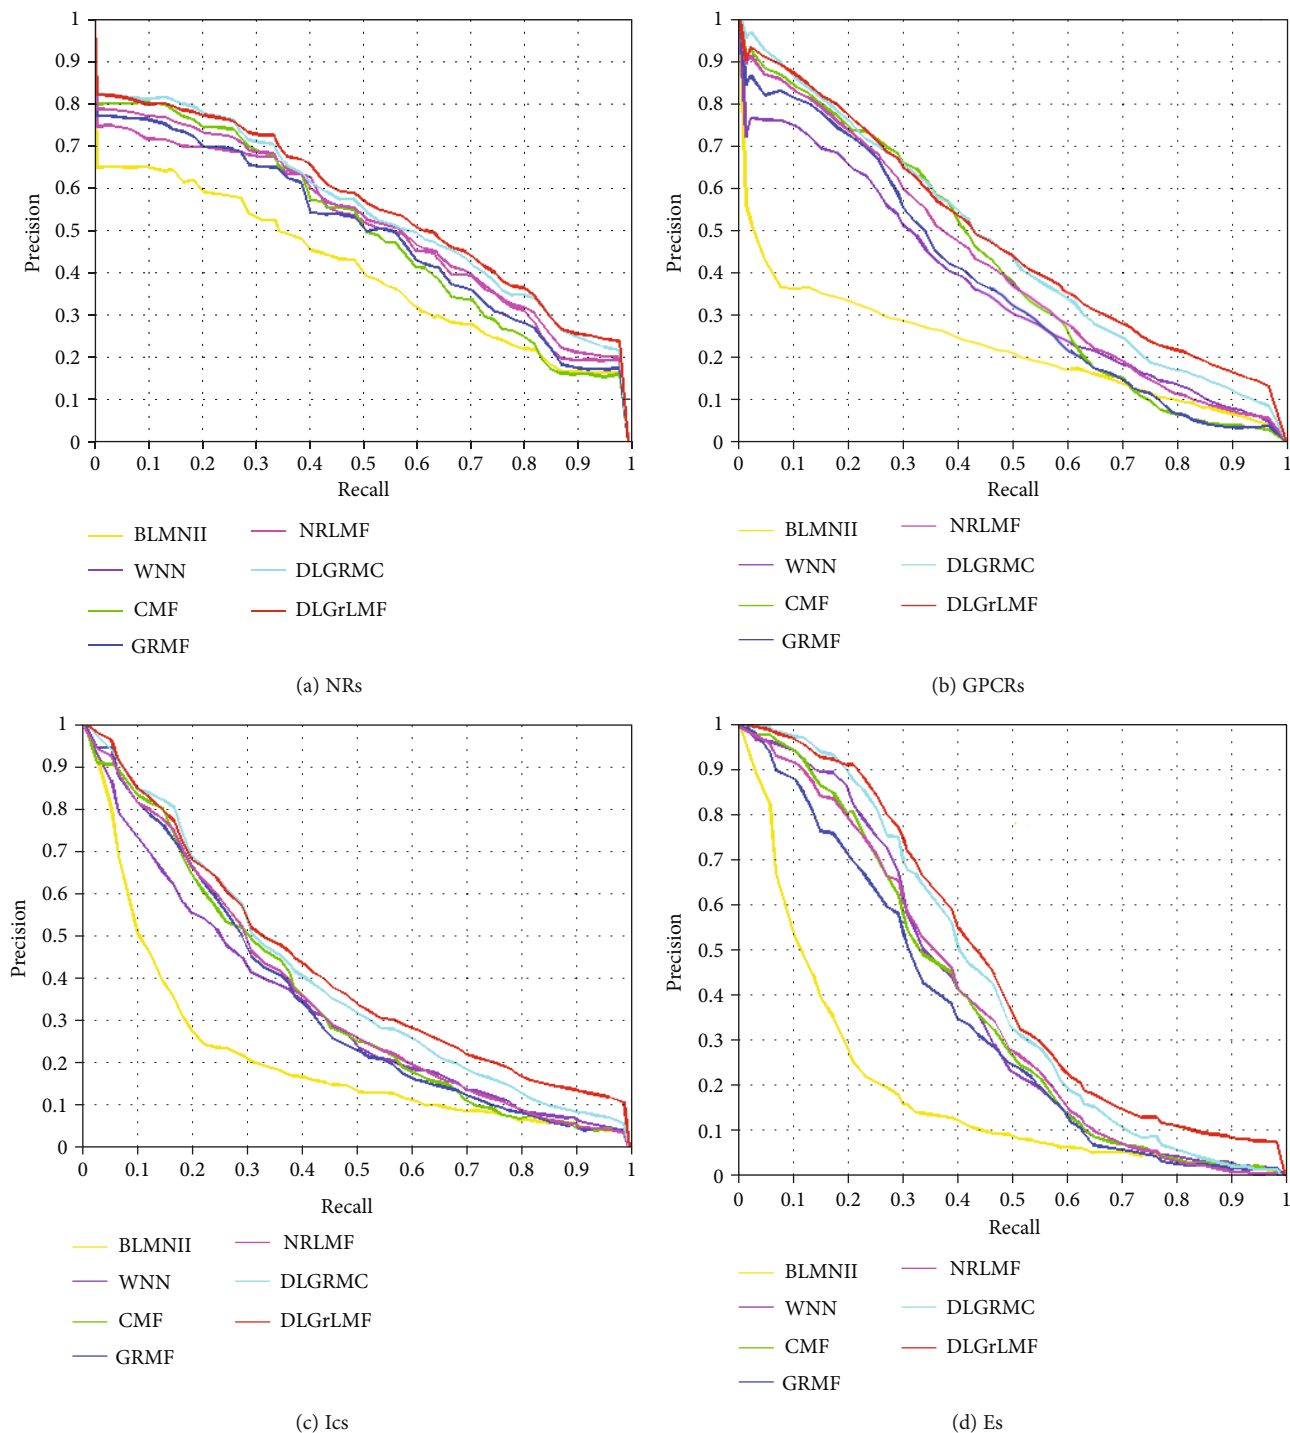 1
0.9
0.8
0.7
0.6
0.5
0.4
0.3
0.2
0.1
0
Precision
0 0.1 0.2 0.3 0.4 0.5 0.6 0.7 0.8 0.9 1
Recall
BLMNII NRLMF
WNN DLGRMC
CMF DLGrLMF
GRMF
(a) NRs
1
0.9
0.8
0.7
0.6
0.5
0.4
0.3
0.2
0.1
0
Precision
0 0.1 0.2 0.3 0.4 0.5 0.6 0.7 0.8 0.9 1
Recall
BLMNII NRLMF
WNN DLGRMC
CMF DLGrLMF
GRMF
(b) GPCRs
1
0.9
0.8
0.7
0.6
0.5
0.4
0.3
0.2
0.1
0
Precision
0 0.1 0.2 0.3 0.4 0.5 0.6 0.7 0.8 0.9 1
Recall
BLMNII NRLMF
WNN DLGRMC
CMF DLGrLMF
GRMF
(c) Ics
1
0.9
0.8
0.7
0.6
0.5
0.4
0.3
0.2
0.1
0
Precision
0 0.1 0.2 0.3 0.4 0.5 0.6 0.7 0.8 0.9 1
Recall
BLMNII NRLMF
WNN DLGRMC
CMF DLGrLMF
GRMF
(d) Es